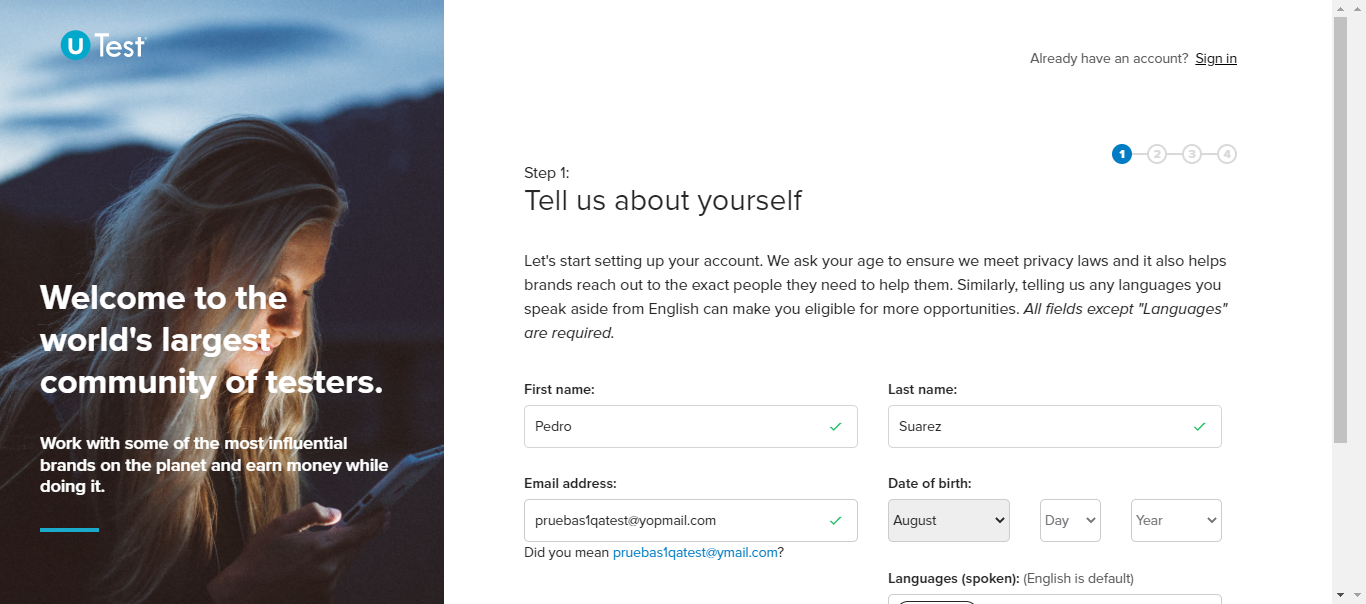 U Test
Already have an account? Sign in
1 2 3 4
Step 1:
Tell us about yourself
Let's start setting up your account. We ask your age to ensure we meet privacy laws and it also helps
brands reach out to the exact people they need to help them. Similarly, telling us any languages you
speak aside from English can make you eligible for more opportunities. All fields except "Languages"
are required.
Welcome to the
world's largest
community of testers.
Work with some of the most influential
brands on the planet and earn money while
doing it.
First name:
Last name:
Pedro
Suarez
Email address:
Date of birth:
pruebas1qatest@yopmail.com
August
Day
Year
Did you mean pruebas1qatest@ymail.com?
Languages (spoken): (English is default)